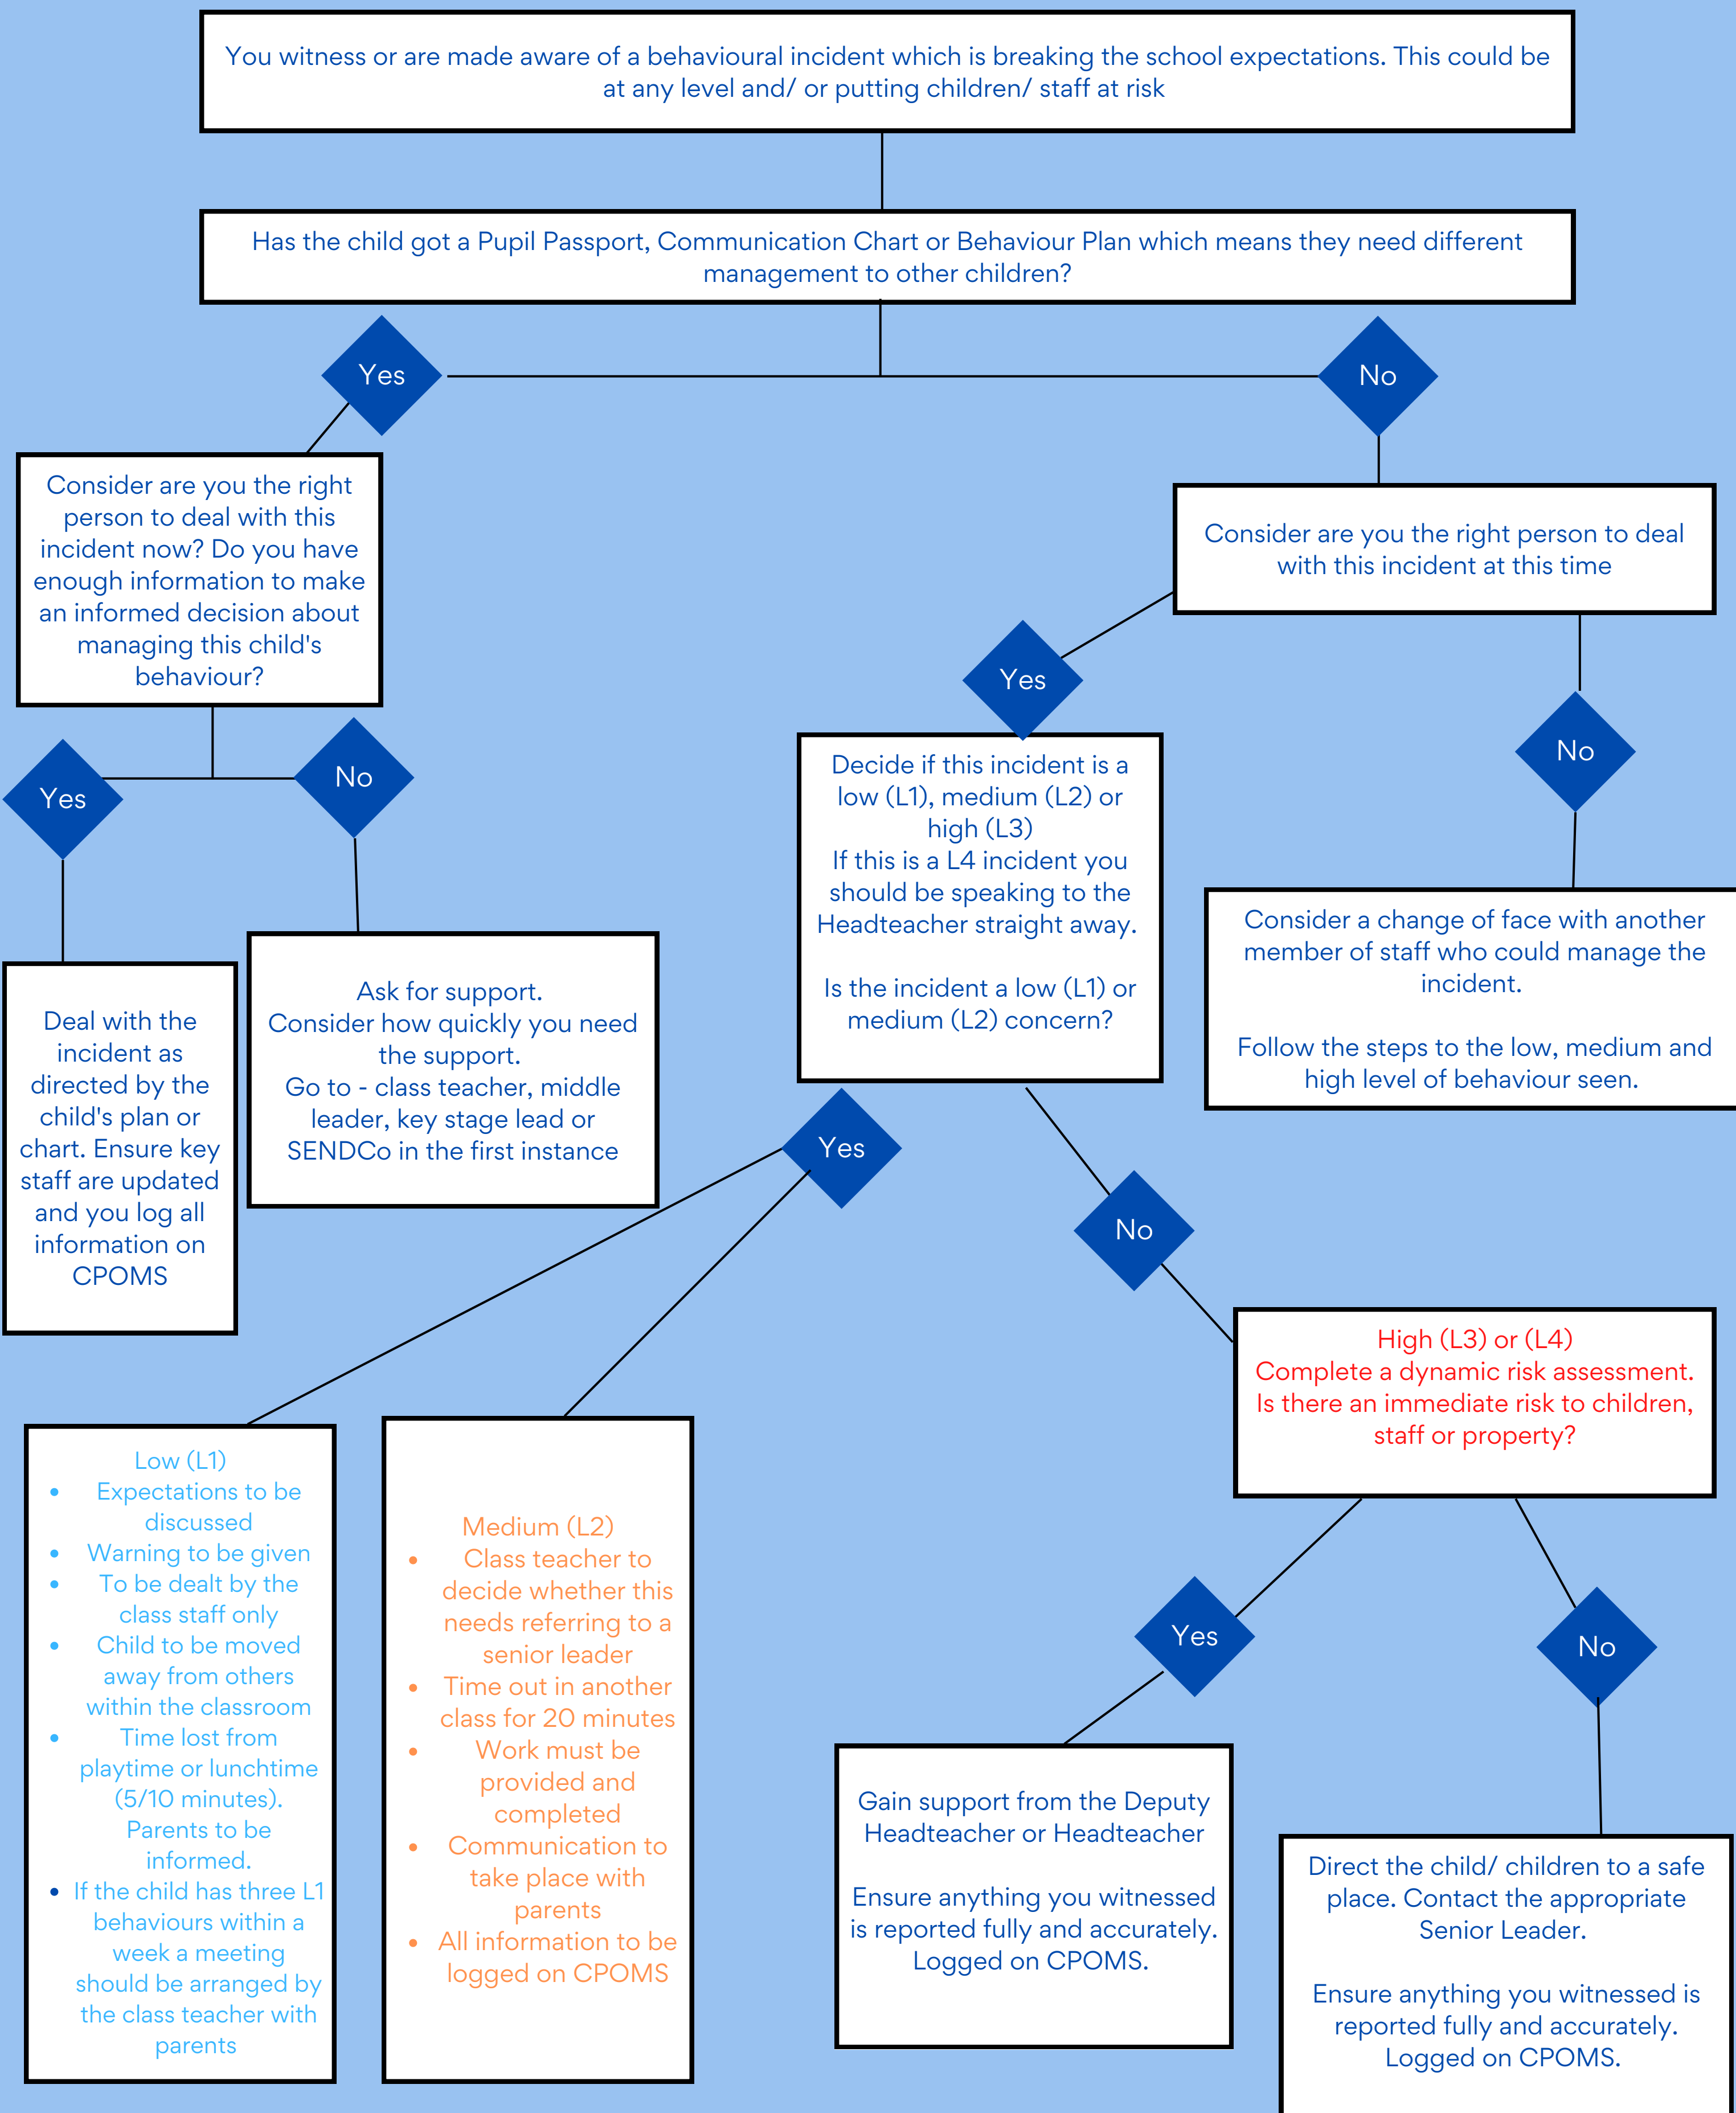 You witness or are made aware of a behavioural incident which is breaking the school expectations. This could be
at any level and/ or putting children/ staff at risk
Has the child got a Pupil Passport, Communication Chart or Behaviour Plan which means they need different
management to other children?
Yes
No
Consider are you the right
person to deal with this
incident now? Do you have
enough information to make
an informed decision about
managing this child's
behaviour?
Consider are you the right person to deal
with this incident at this time
Yes
No
Yes
No
Deal with the
incident as
directed by the
child's plan or
chart. Ensure key
staff are updated
and you log all
information on
CPOMS
Ask for support.
Consider how quickly you need
the support.
Go to - class teacher, middle
leader, key stage lead or
SENDCo in the first instance
Decide if this incident is a
low (L1), medium (L2) or
high (L3)
If this is a L4 incident you
should be speaking to the
Headteacher straight away.
Is the incident a low (L1) or
medium (L2) concern?
Consider a change of face with another
member of staff who could manage the
incident.
Follow the steps to the low, medium and
high level of behaviour seen.
Yes
No
Low (L1)
• Expectations to be
discussed
• Warning to be given
• To be dealt by the
class staff only
• Child to be moved
away from others
within the classroom
• Time lost from
playtime or lunchtime
(5/10 minutes).
Parents to be
informed.
• If the child has three L1
behaviours within a
week a meeting
should be arranged by
the class teacher with
parents
Medium (L2)
• Class teacher to
decide whether this
needs referring to a
senior leader
• Time out in another
class for 20 minutes
• Work must be
provided and
completed
• Communication to
take place with
parents
• All information to be
logged on CPOMS
High (L3) or (L4)
Complete a dynamic risk assessment.
Is there an immediate risk to children,
staff or property?
Yes
No
Gain support from the Deputy
Headteacher or Headteacher
Ensure anything you witnessed
is reported fully and accurately.
Logged on CPOMS.
Direct the child/ children to a safe
place. Contact the appropriate
Senior Leader.
Ensure anything you witnessed is
reported fully and accurately.
Logged on CPOMS.